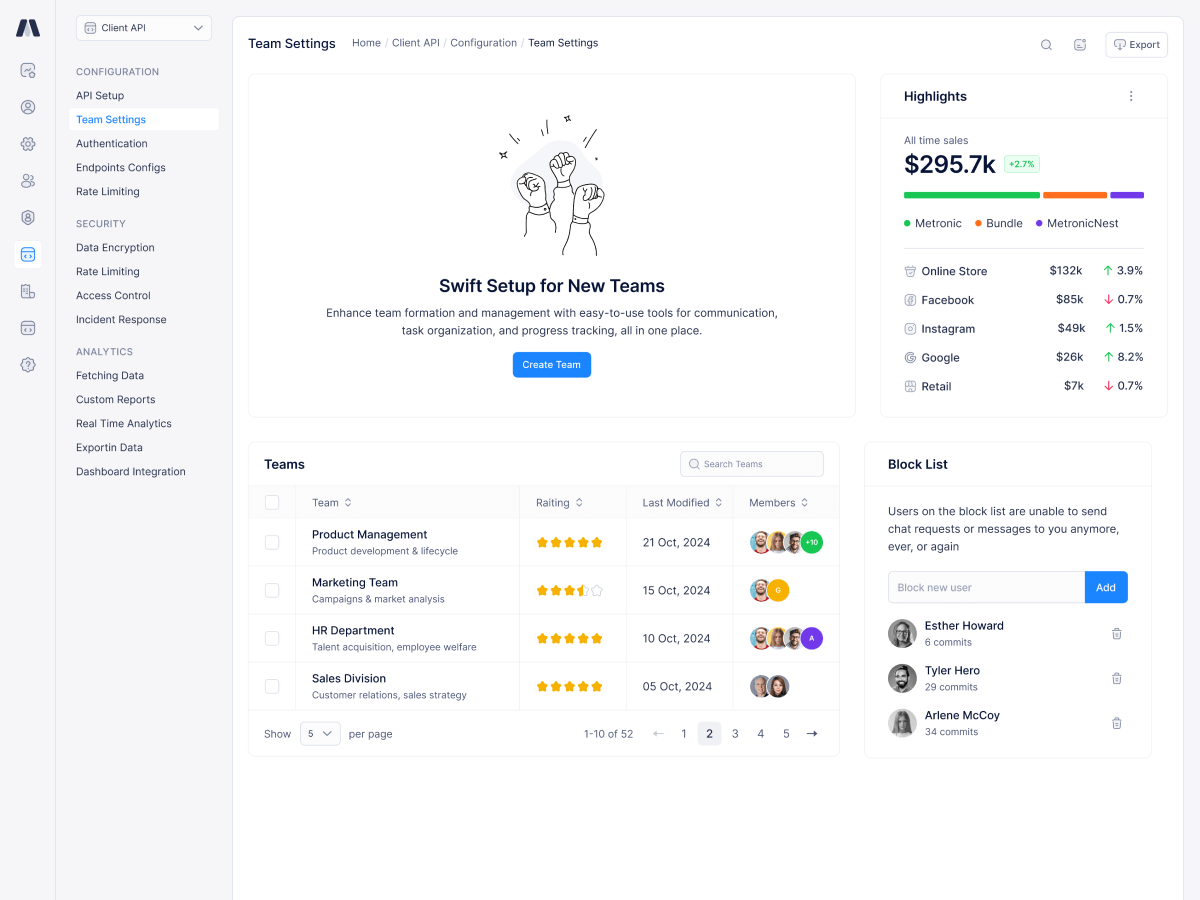 Client API
CONFIGURATION
API Setup
Team Settings
Authentication
Endpoints Configs
Rate Limiting
SECURITY
Data Encryption
Rate Limiting
Access Control
Incident Response
ANALYTICS
Fetching Data
Custom Reports
Real Time Analytics
Exportin Data
Dashboard Integration
Team Settings
Home / Client API / Configuration / Team Settings
Export
Swift Setup for New Teams
Enhance team formation and management with easy-to-use tools for communication,
task organization, and progress tracking, all in one place.
Create Team
Highlights
All time sales
$295.7k +2.7%
Metronic Bundle MetronicNest
Online Store $132k 3.9%
Facebook $85k 0.7%
Instagram $49k 1.5%
Google $26k 8.2%
Retail $7k 0.7%
Teams
Search Teams
Team Raiting Last Modified Members
Product Management
Product development & lifecycle
21 Oct, 2024
+10
Marketing Team
Campaigns & market analysis
15 Oct, 2024
G
HR Department
Talent acquisition, employee welfare
10 Oct, 2024
A
Sales Division
Customer relations, sales strategy
05 Oct, 2024
Show 5 per page
1-10 of 52 ← 1 2 3 4 5 →
Block List
Users on the block list are unable to send
chat requests or messages to you anymore,
ever, or again
Block new user Add
Esther Howard
6 commits
Tyler Hero
29 commits
Arlene McCoy
34 commits